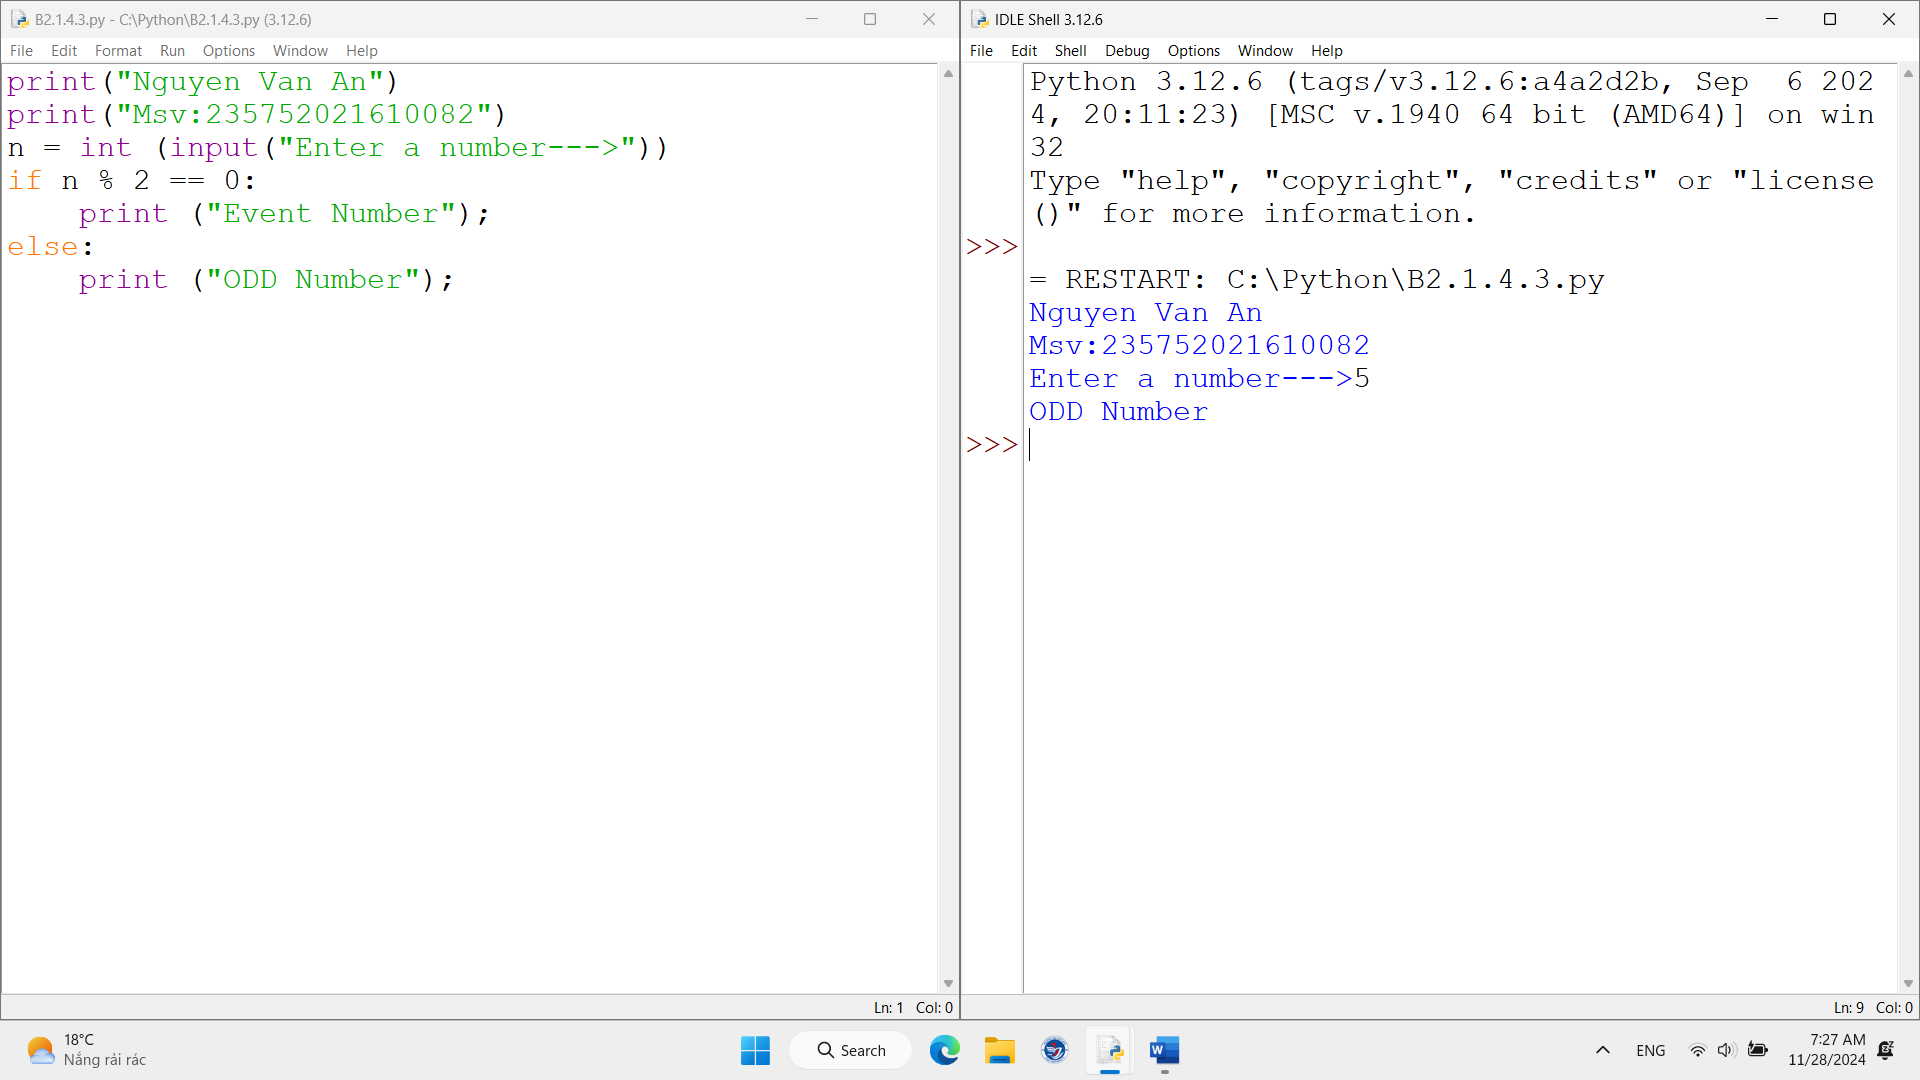 B2.1.4.3.py - C:\Python\B2.1.4.3.py (3.12.6)
File Edit Format Run Options Window Help
print("Nguyen Van An")
print("Msv:235752021610082")
n = int (input("Enter a number--->"))
if n % 2 == 0:
    print ("Event Number");
else:
    print ("ODD Number");
Ln: 1 Col: 0
IDLE Shell 3.12.6
File Edit Shell Debug Options Window Help
Python 3.12.6 (tags/v3.12.6:a4a2d2b, Sep  6 202
4, 20:11:23) [MSC v.1940 64 bit (AMD64)] on win
32
Type "help", "copyright", "credits" or "license
()" for more information.
>>>
= RESTART: C:\Python\B2.1.4.3.py
Nguyen Van An
Msv:235752021610082
Enter a number--->5
ODD Number
>>>
Ln: 9 Col: 0
18°C
Nắng rải rác
Search
W
ENG
7:27 AM
11/28/2024